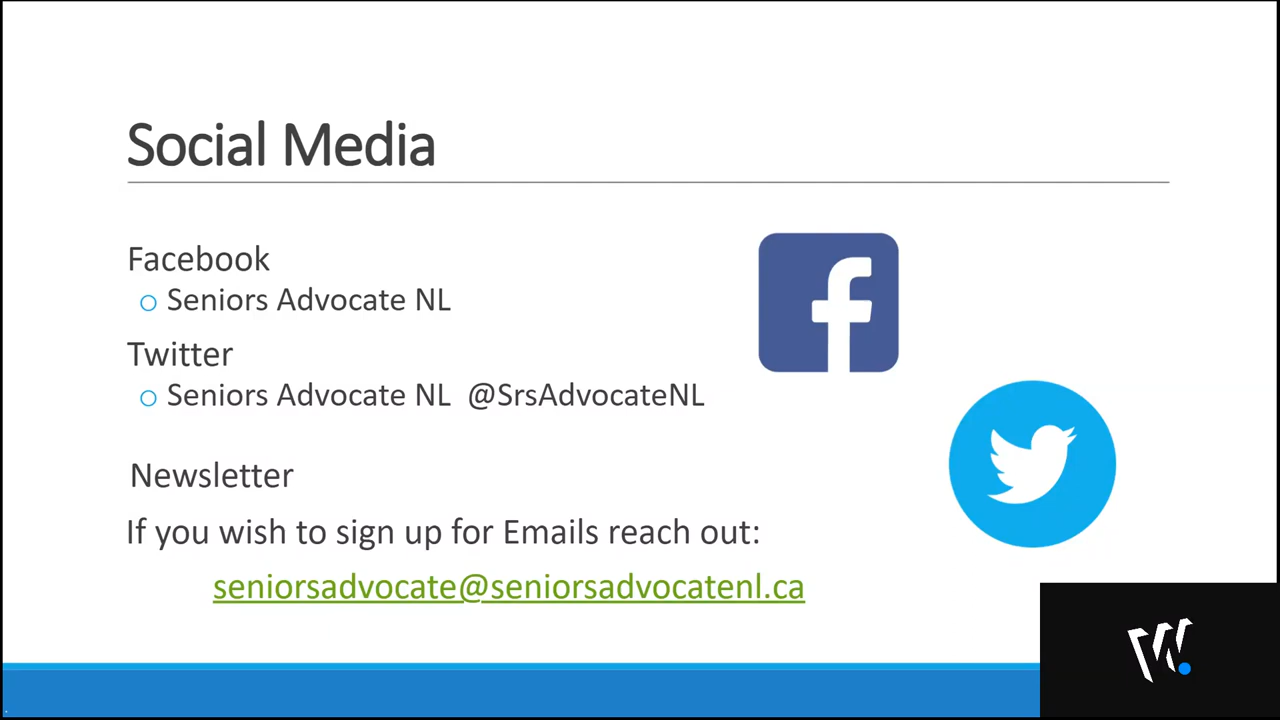 Social Media
Facebook
Seniors Advocate NL
Twitter
Seniors Advocate NL @SrsAdvocateNL
Newsletter
If you wish to sign up for Emails reach out:
seniorsadvocate@seniorsadvocatenl.ca
W.